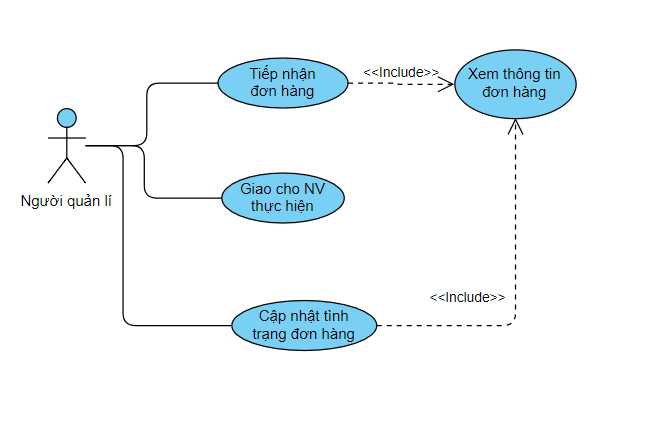 Tiếp nhận
đơn hàng
<<Include>>
Xem thông tin
đơn hàng
Người quản lí
Giao cho NV
thực hiện
<<Include>>
Cập nhật tình
trạng đơn hàng